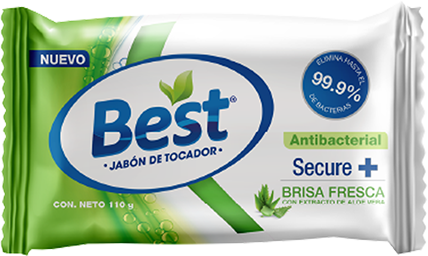 NUEVO
Best®
• JABÓN DE TOCADOR •
CON. NETO 110 g
ELIMINA HASTA EL
99.9%
DE BACTERIAS
Antibacterial
Secure +
BRISA FRESCA
CON EXTRACTO DE ALOE VERA